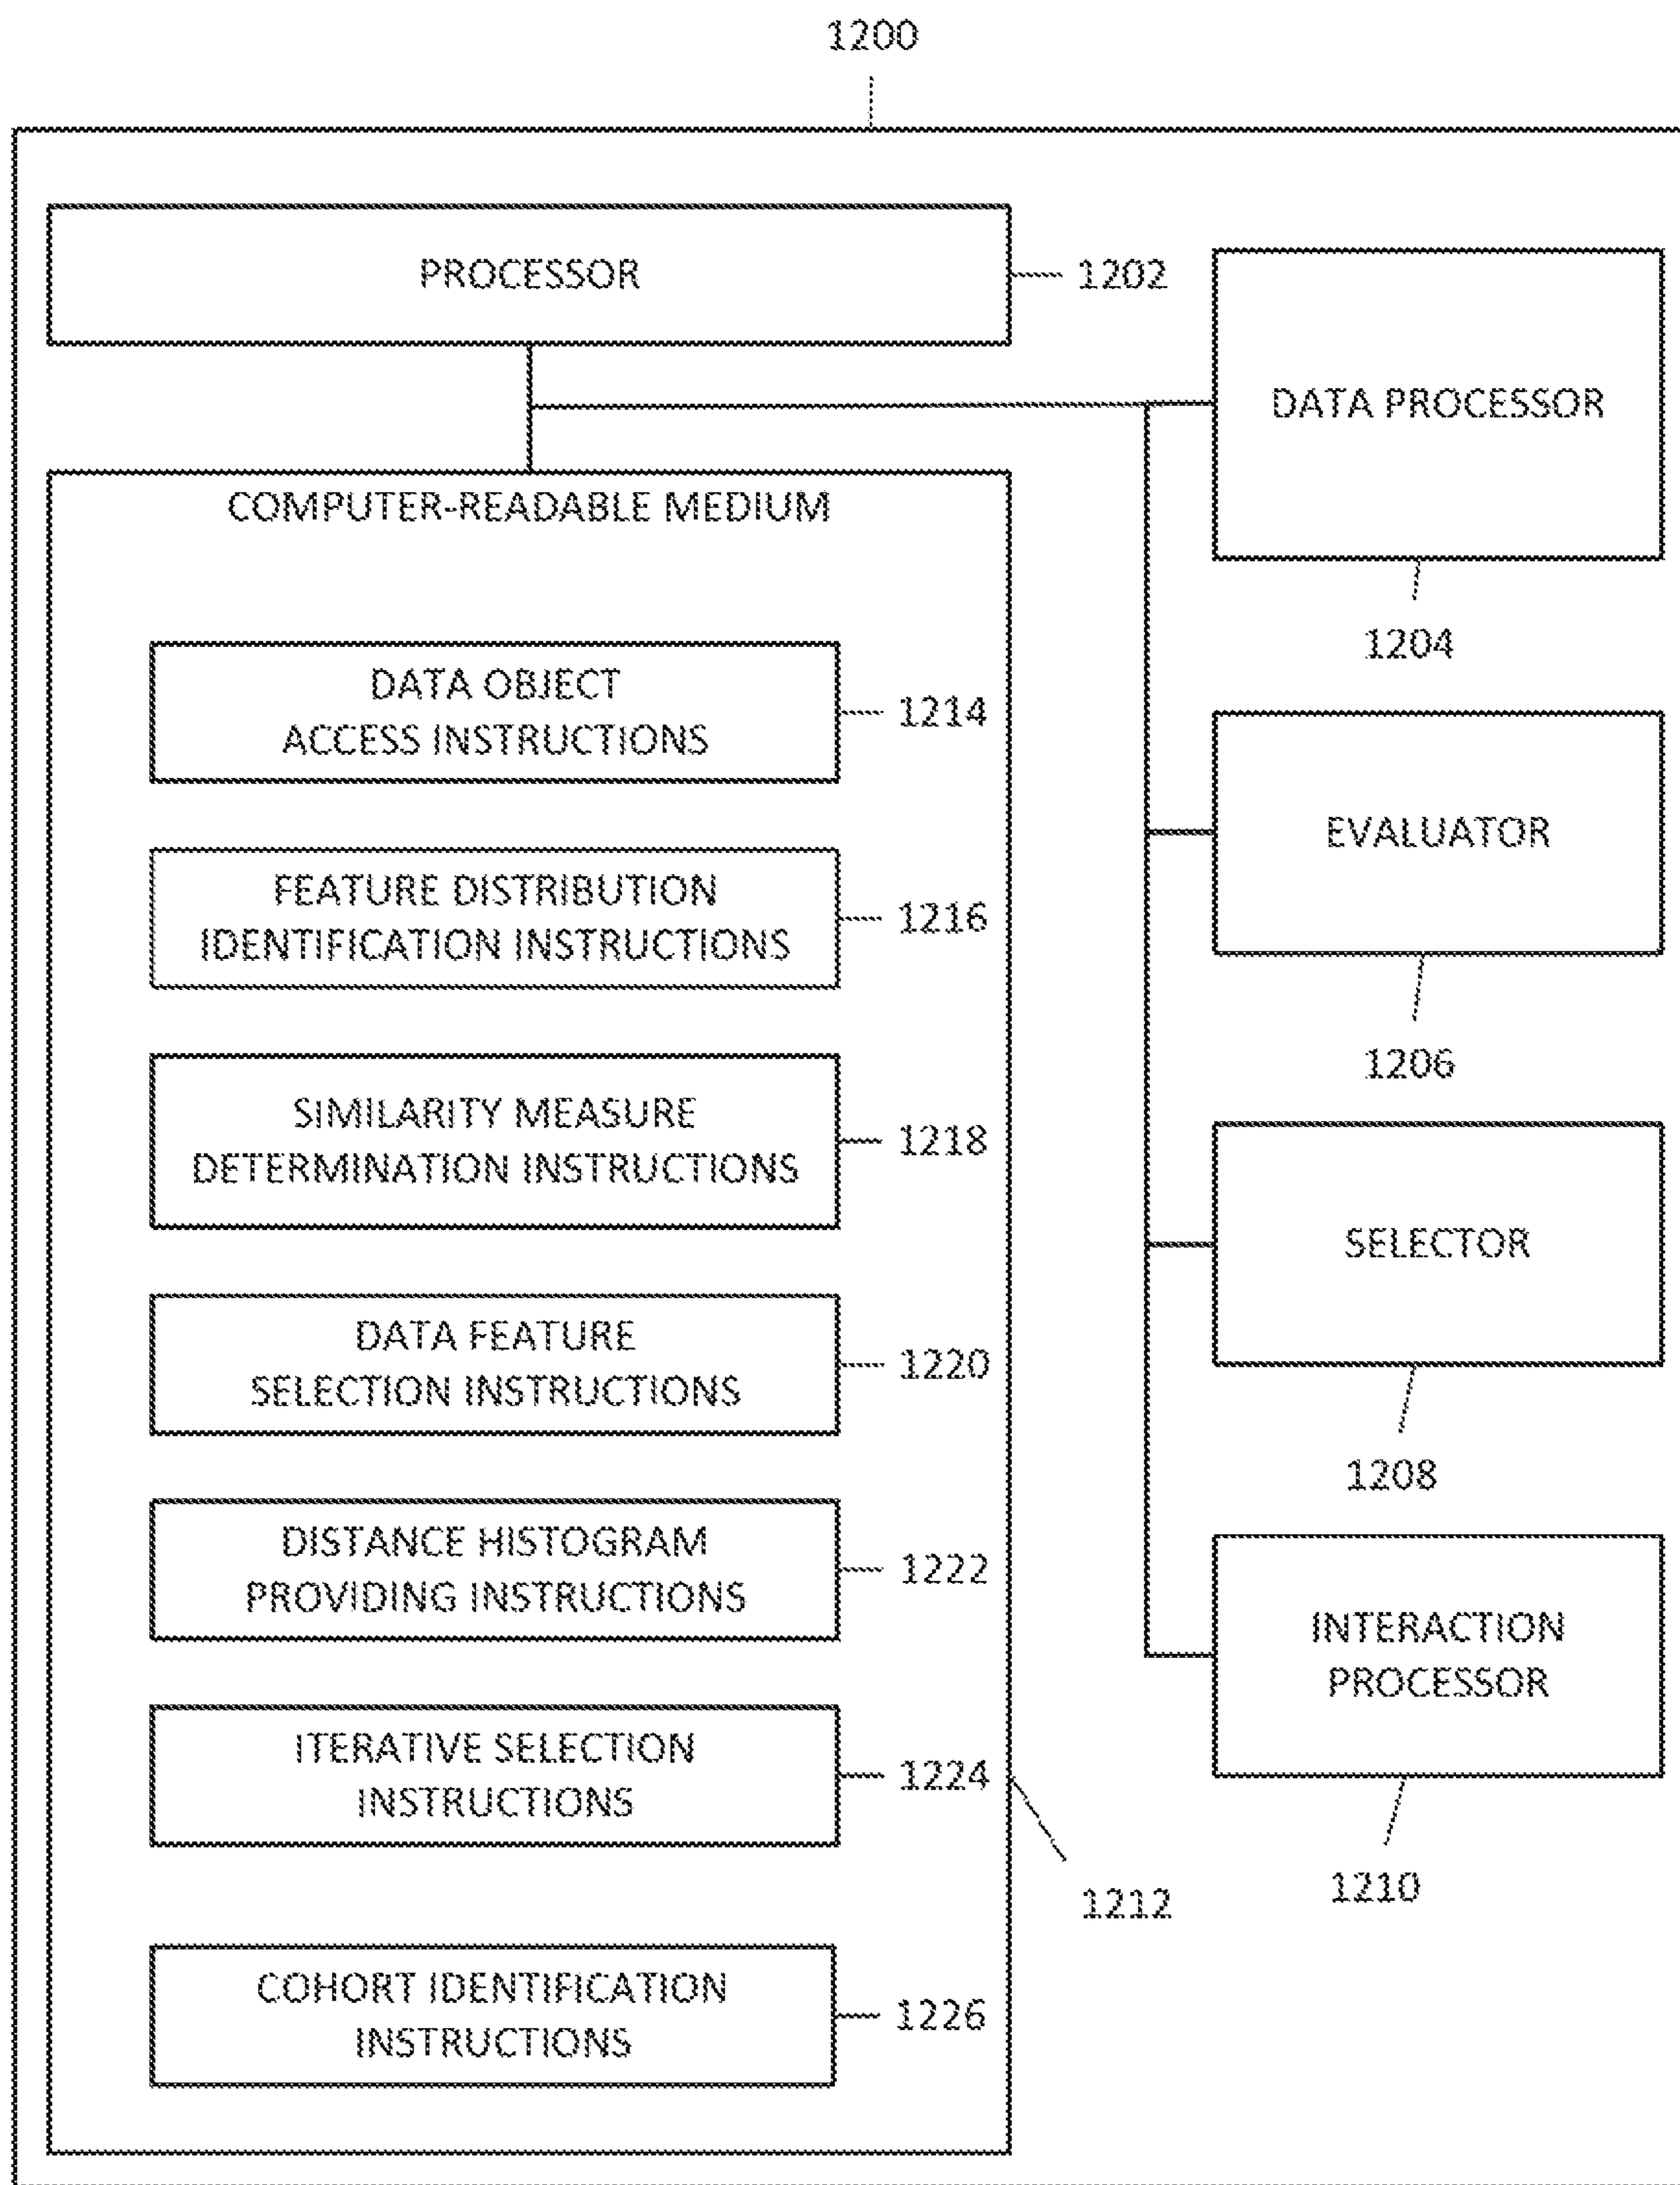 1200
PROCESSOR
1202
DATA PROCESSOR
1204
COMPUTER-READABLE MEDIUM
DATA OBJECT
ACCESS INSTRUCTIONS
1214
FEATURE DISTRIBUTION
IDENTIFICATION INSTRUCTIONS
1216
SIMILARITY MEASURE
DETERMINATION INSTRUCTIONS
1218
DATA FEATURE
SELECTION INSTRUCTIONS
1220
DISTANCE HISTOGRAM
PROVIDING INSTRUCTIONS
1222
ITERATIVE SELECTION
INSTRUCTIONS
1224
COHORT IDENTIFICATION
INSTRUCTIONS
1226
1212
EVALUATOR
1206
SELECTOR
1208
INTERACTION
PROCESSOR
1210